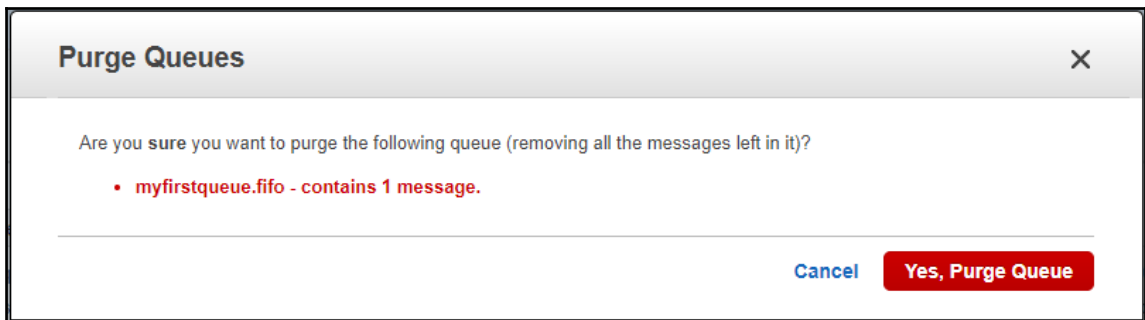 Purge Queues
Are you sure you want to purge the following queue (removing all the messages left in it)?
• myfirstqueue.fifo - contains 1 message.
Cancel Yes, Purge Queue